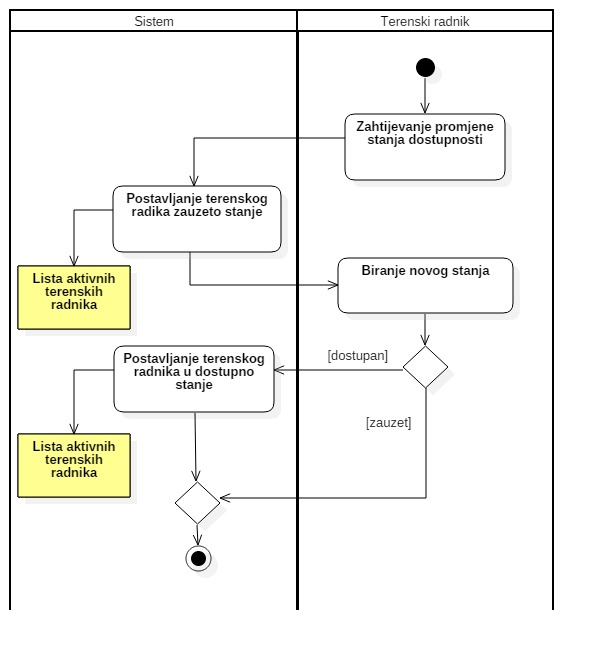 Sistem
Terenski radnik
Zahtijevanje promjene
stanja dostupnosti
Postavljanje terenskog
radika zauzeto stanje
Lista aktivnih
terenskih
radnika
Biranje novog stanja
Postavljanje terenskog
radnika u dostupno
stanje
[dostupan]
[zauzet]
Lista aktivnih
terenskih
radnika